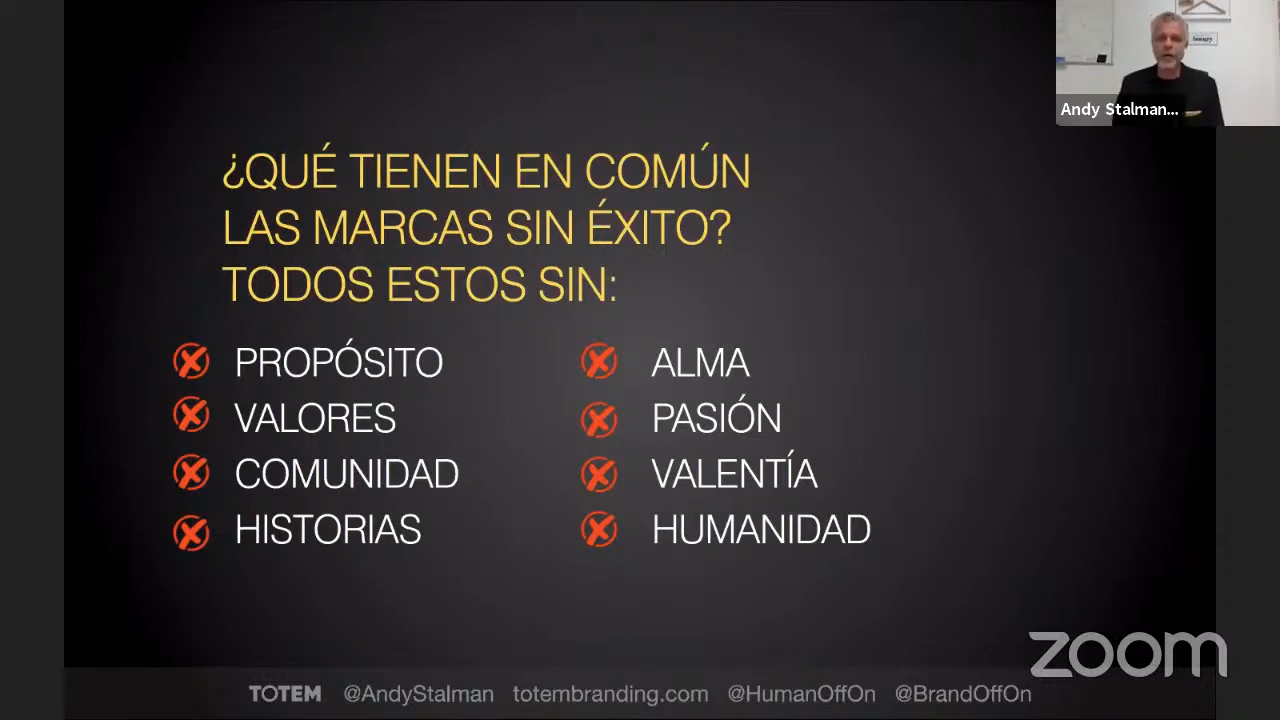 Andy Stalman...
¿QUÉ TIENEN EN COMÚN
LAS MARCAS SIN ÉXITO?
TODOS ESTOS SIN:
PROPÓSITO
VALORES
COMUNIDAD
HISTORIAS
ALMA
PASIÓN
VALENTÍA
HUMANIDAD
zoom
TOTEM @AndyStalman totembranding.com @HumanOffOn @BrandOffOn